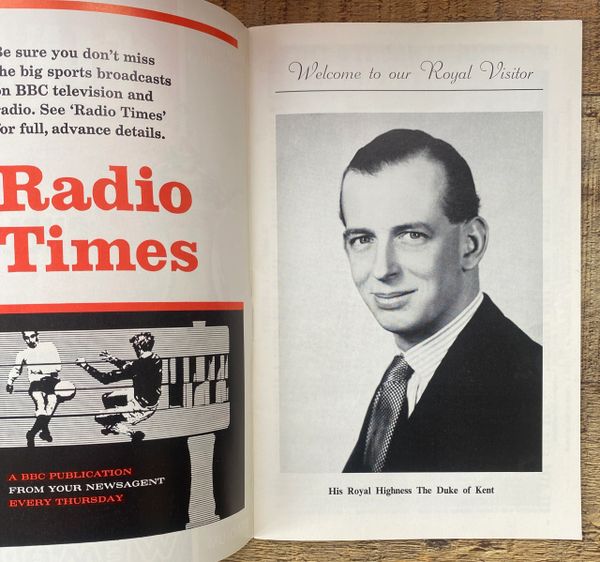 Be sure you don't miss
the big sports broadcasts
on BBC television and
radio. See 'Radio Times'
for full, advance details.
Radio
Times
A BBC PUBLICATION
FROM YOUR NEWSAGENT
EVERY THURSDAY
Welcome to our Royal Visitor
His Royal Highness The Duke of Kent